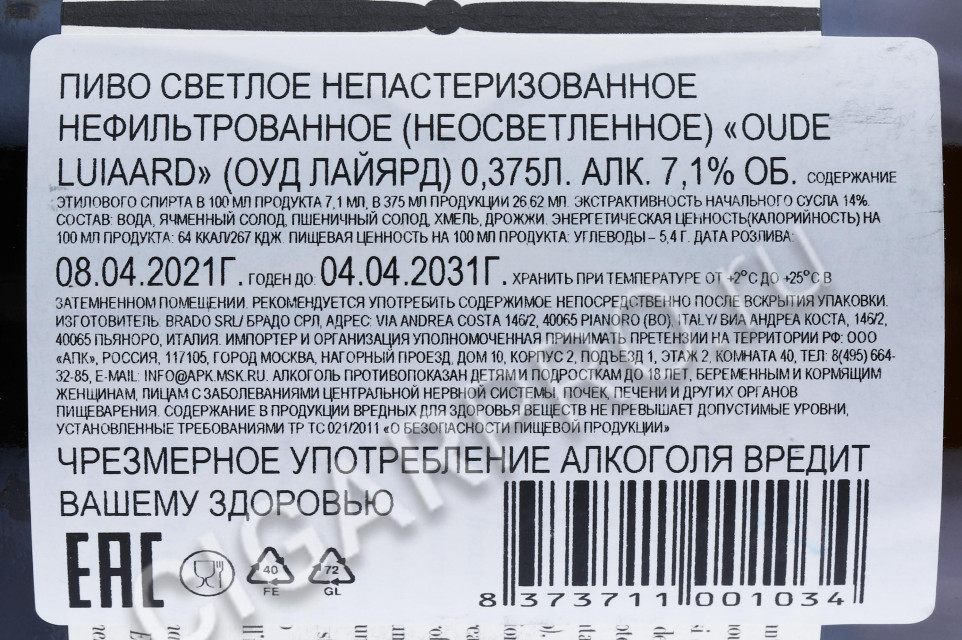 ПИВО СВЕТЛОЕ НЕПАСТЕРИЗОВАННОЕ
НЕФИЛЬТРОВАННОЕ (НЕОСВЕТЛЕННОЕ) «OUDE
LUIAARD» (ОУД ЛАЙЯРД) 0,375Л. АЛК. 7,1% ОБ. СОДЕРЖАНИЕ
ЭТИЛОВОГО СПИРТА В 100 МЛ ПРОДУКТА 7,1 МЛ, В 375 МЛ ПРОДУКЦИИ 26,62 МЛ. ЭКСТРАКТИВНОСТЬ НАЧАЛЬНОГО СУСЛА 14%.
СОСТАВ: ВОДА, ЯЧМЕННЫЙ СОЛОД, ПШЕНИЧНЫЙ СОЛОД, ХМЕЛЬ, ДРОЖЖИ. ЭНЕРГЕТИЧЕСКАЯ ЦЕННОСТЬ(КАЛОРИЙНОСТЬ) НА
100 МЛ ПРОДУКТА: 64 ККАЛ/267 КДЖ. ПИЩЕВАЯ ЦЕННОСТЬ НА 100 МЛ ПРОДУКТА: УГЛЕВОДЫ – 5,4 Г. ДАТА РОЗЛИВА:
08.04.2021Г. ГОДЕН ДО: 04.04.2031Г. ХРАНИТЬ ПРИ ТЕМПЕРАТУРЕ ОТ +2°С ДО +25°С В
ЗАТЕМНЕННОМ ПОМЕЩЕНИИ. РЕКОМЕНДУЕТСЯ УПОТРЕБИТЬ СОДЕРЖИМОЕ НЕПОСРЕДСТВЕННО ПОСЛЕ ВСКРЫТИЯ УПАКОВКИ.
ИЗГОТОВИТЕЛЬ: BRADO SRL/ БРАДО СРЛ, АДРЕС: VIA ANDREA COSTA 146/2, 40065 PIANORO (BO), ITALY/ ВИА АНДРЕА КОСТА, 146/2,
40065 ПЬЯНОРО, ИТАЛИЯ. ИМПОРТЕР И ОРГАНИЗАЦИЯ УПОЛНОМОЧЕННАЯ ПРИНИМАТЬ ПРЕТЕНЗИИ НА ТЕРРИТОРИИ РФ: ООО
«АПК», РОССИЯ, 117105, ГОРОД МОСКВА, НАГОРНЫЙ ПРОЕЗД, ДОМ 10, КОРПУС 2, ПОДЪЕЗД 1, ЭТАЖ 2, КОМНАТА 40, ТЕЛ: 8(495) 664-
32-85, E-MAIL: INFO@APK.MSK.RU. АЛКОГОЛЬ ПРОТИВОПОКАЗАН ДЕТЯМ И ПОДРОСТКАМ ДО 18 ЛЕТ, БЕРЕМЕННЫМ И КОРМЯЩИМ
ЖЕНЩИНАМ, ЛИЦАМ С ЗАБОЛЕВАНИЯМИ ЦЕНТРАЛЬНОЙ НЕРВНОЙ СИСТЕМЫ, ПОЧЕК, ПЕЧЕНИ И ДРУГИХ ОРГАНОВ
ПИЩЕВАРЕНИЯ. СОДЕРЖАНИЕ В ПРОДУКЦИИ ВРЕДНЫХ ДЛЯ ЗДОРОВЬЯ ВЕЩЕСТВ НЕ ПРЕВЫШАЕТ ДОПУСТИМЫЕ УРОВНИ,
УСТАНОВЛЕННЫЕ ТРЕБОВАНИЯМИ ТР ТС 021/2011 «О БЕЗОПАСНОСТИ ПИЩЕВОЙ ПРОДУКЦИИ»
ЧРЕЗМЕРНОЕ УПОТРЕБЛЕНИЕ АЛКОГОЛЯ ВРЕДИТ
ВАШЕМУ ЗДОРОВЬЮ
EAC
40
FE
72
GL
8 373711 001034
CIGARPRO.ru